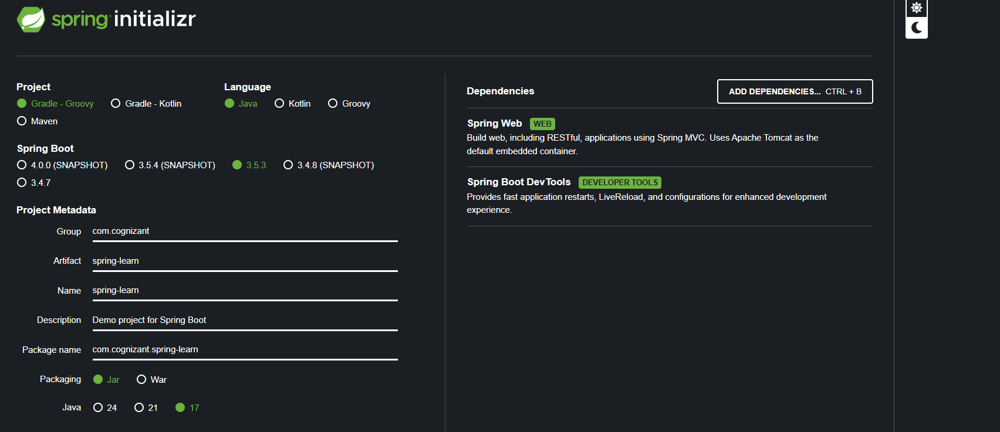 spring initializr
Project
Gradle - Groovy Gradle - Kotlin
Maven
Language
Java Kotlin Groovy
Spring Boot
4.0.0 (SNAPSHOT) 3.5.4 (SNAPSHOT) 3.5.3 3.4.8 (SNAPSHOT)
3.4.7
Project Metadata
Group com.cognizant
Artifact spring-learn
Name spring-learn
Description Demo project for Spring Boot
Package name com.cognizant.spring-learn
Packaging Jar War
Java 24 21 17
Dependencies
ADD DEPENDENCIES... CTRL + B
Spring Web WEB
Build web, including RESTful, applications using Spring MVC. Uses Apache Tomcat as the
default embedded container.
Spring Boot DevTools DEVELOPER TOOLS
Provides fast application restarts, LiveReload, and configurations for enhanced development
experience.